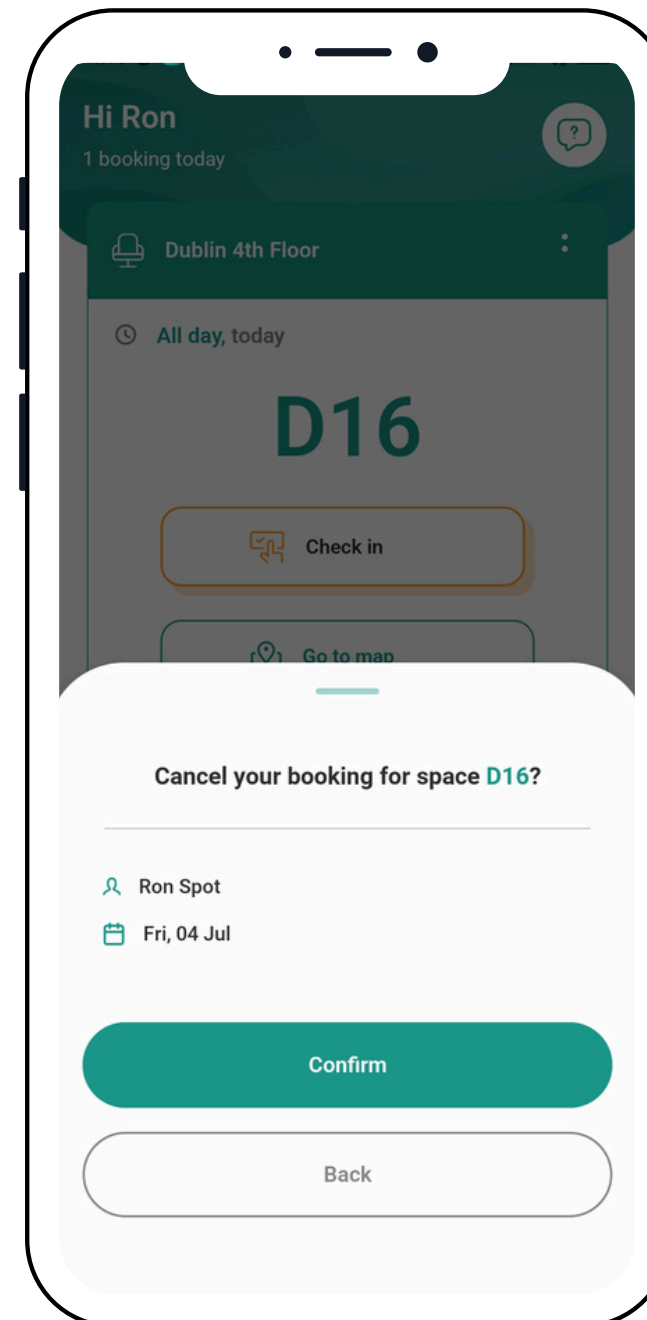 Hi Ron
1 booking today
Dublin 4th Floor
All day, today
D16
Check in
Go to map
Cancel your booking for space D16?
Ron Spot
Fri, 04 Jul
Confirm
Back